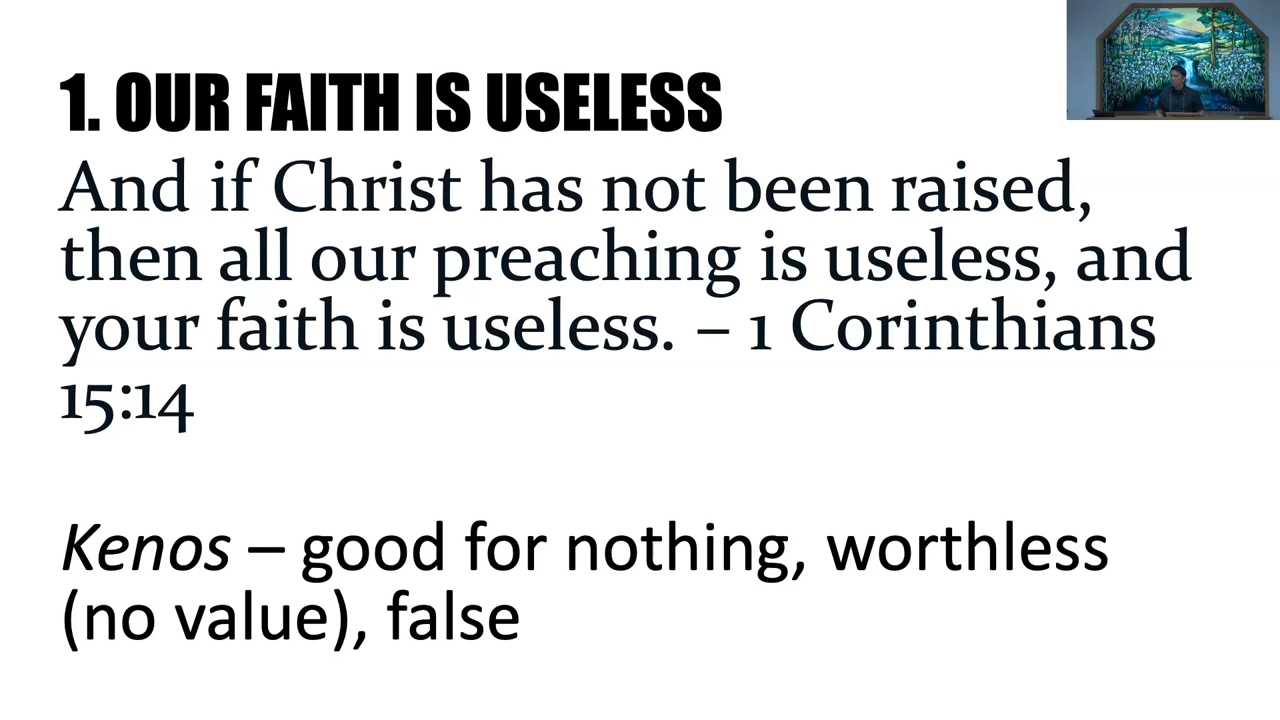 1. OUR FAITH IS USELESS
And if Christ has not been raised,
then all our preaching is useless, and
your faith is useless. – 1 Corinthians
15:14
Kenos – good for nothing, worthless
(no value), false